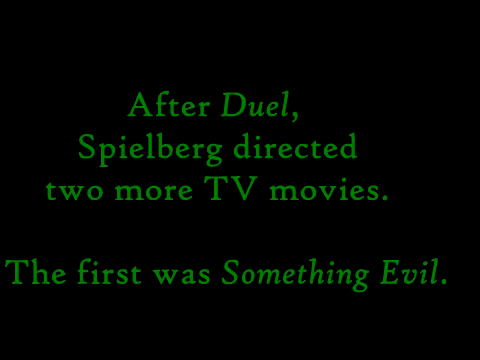 After Duel,
Spielberg directed
two more TV movies.
The first was Something Evil.